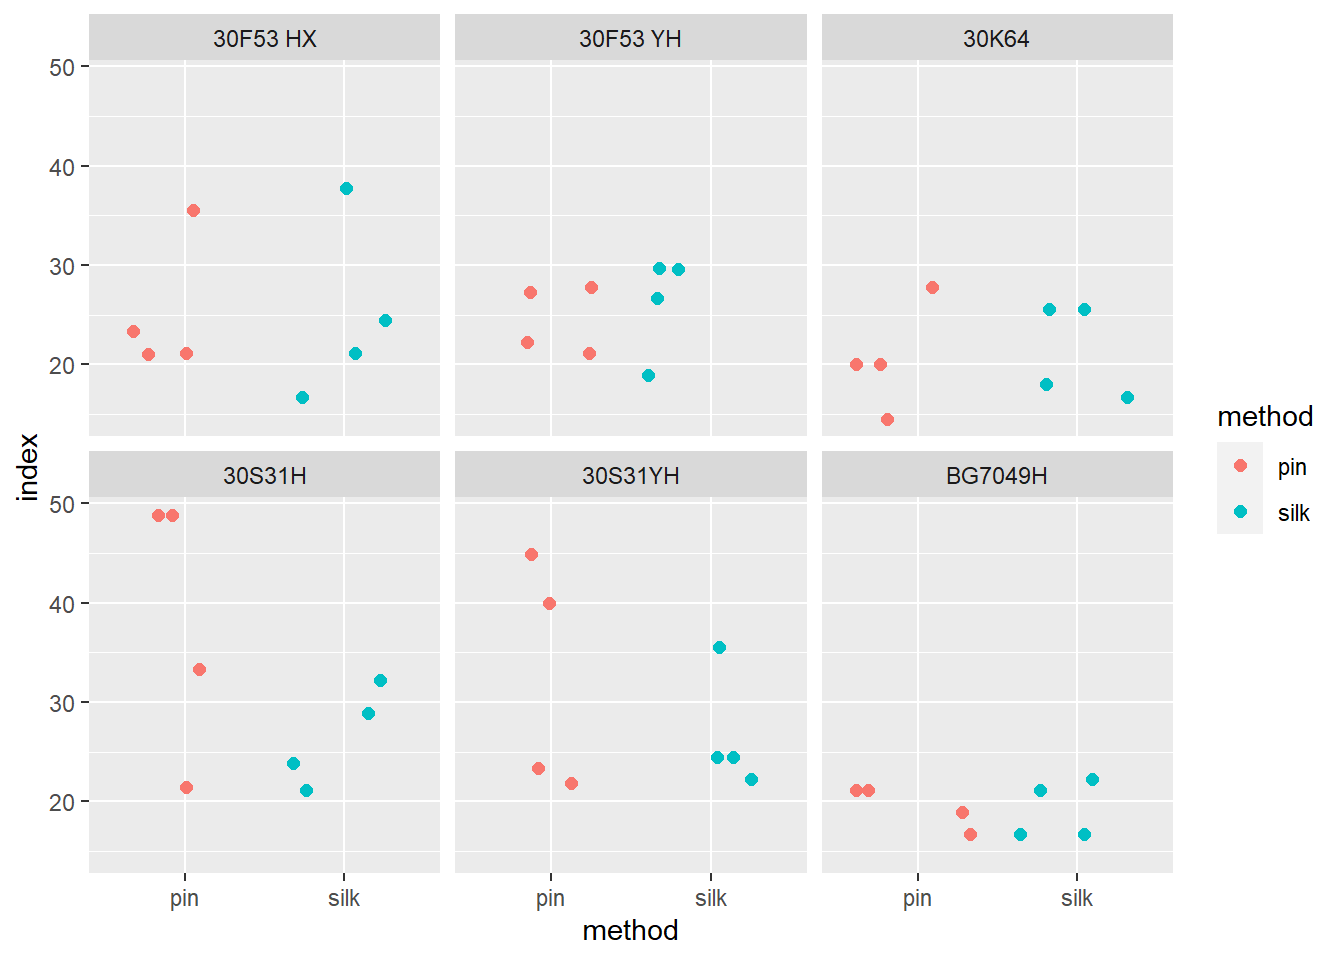 30F53 HX 30F53 YH 30K64
50
40
30
20
30S31H 30S31YH BG7049H
50
40
30
20
pin silk pin silk pin silk
method
index
method
pin
silk